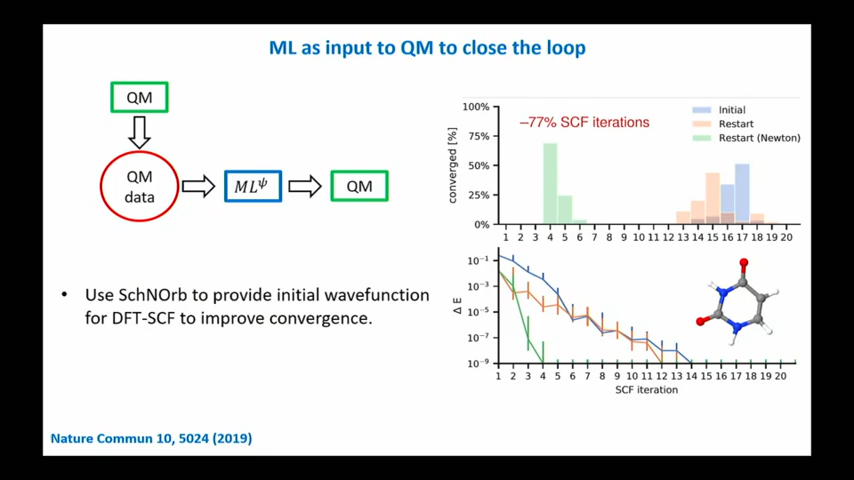 ML as input to QM to close the loop
QM
QM
data
MLᵠ
QM
• Use SchNOrb to provide initial wavefunction
for DFT-SCF to improve convergence.
Nature Commun 10, 5024 (2019)
100%
75%
50%
25%
0%
converged [%]
–77% SCF iterations
Initial
Restart
Restart (Newton)
1 2 3 4 5 6 7 8 9 10 11 12 13 14 15 16 17 18 19 20
10⁻¹
10⁻³
10⁻⁵
10⁻⁷
10⁻⁹
Δ E
1 2 3 4 5 6 7 8 9 10 11 12 13 14 15 16 17 18 19 20
SCF iteration